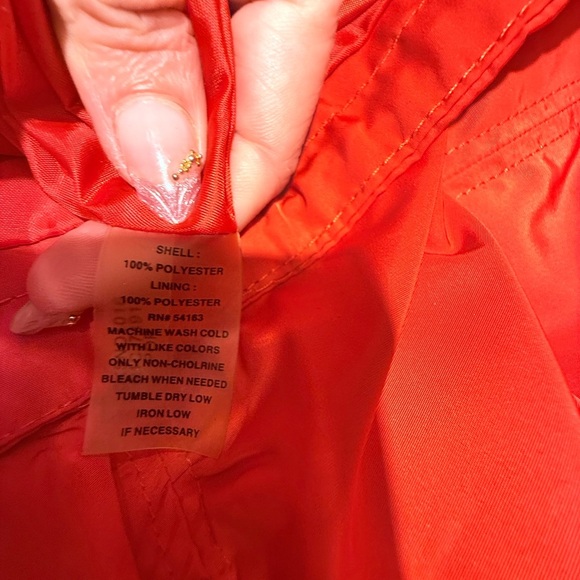 SHELL :
100% POLYESTER
LINING :
100% POLYESTER
RN# 54163
MACHINE WASH COLD
WITH LIKE COLORS
ONLY NON-CHOLRINE
BLEACH WHEN NEEDED
TUMBLE DRY LOW
IRON LOW
IF NECESSARY